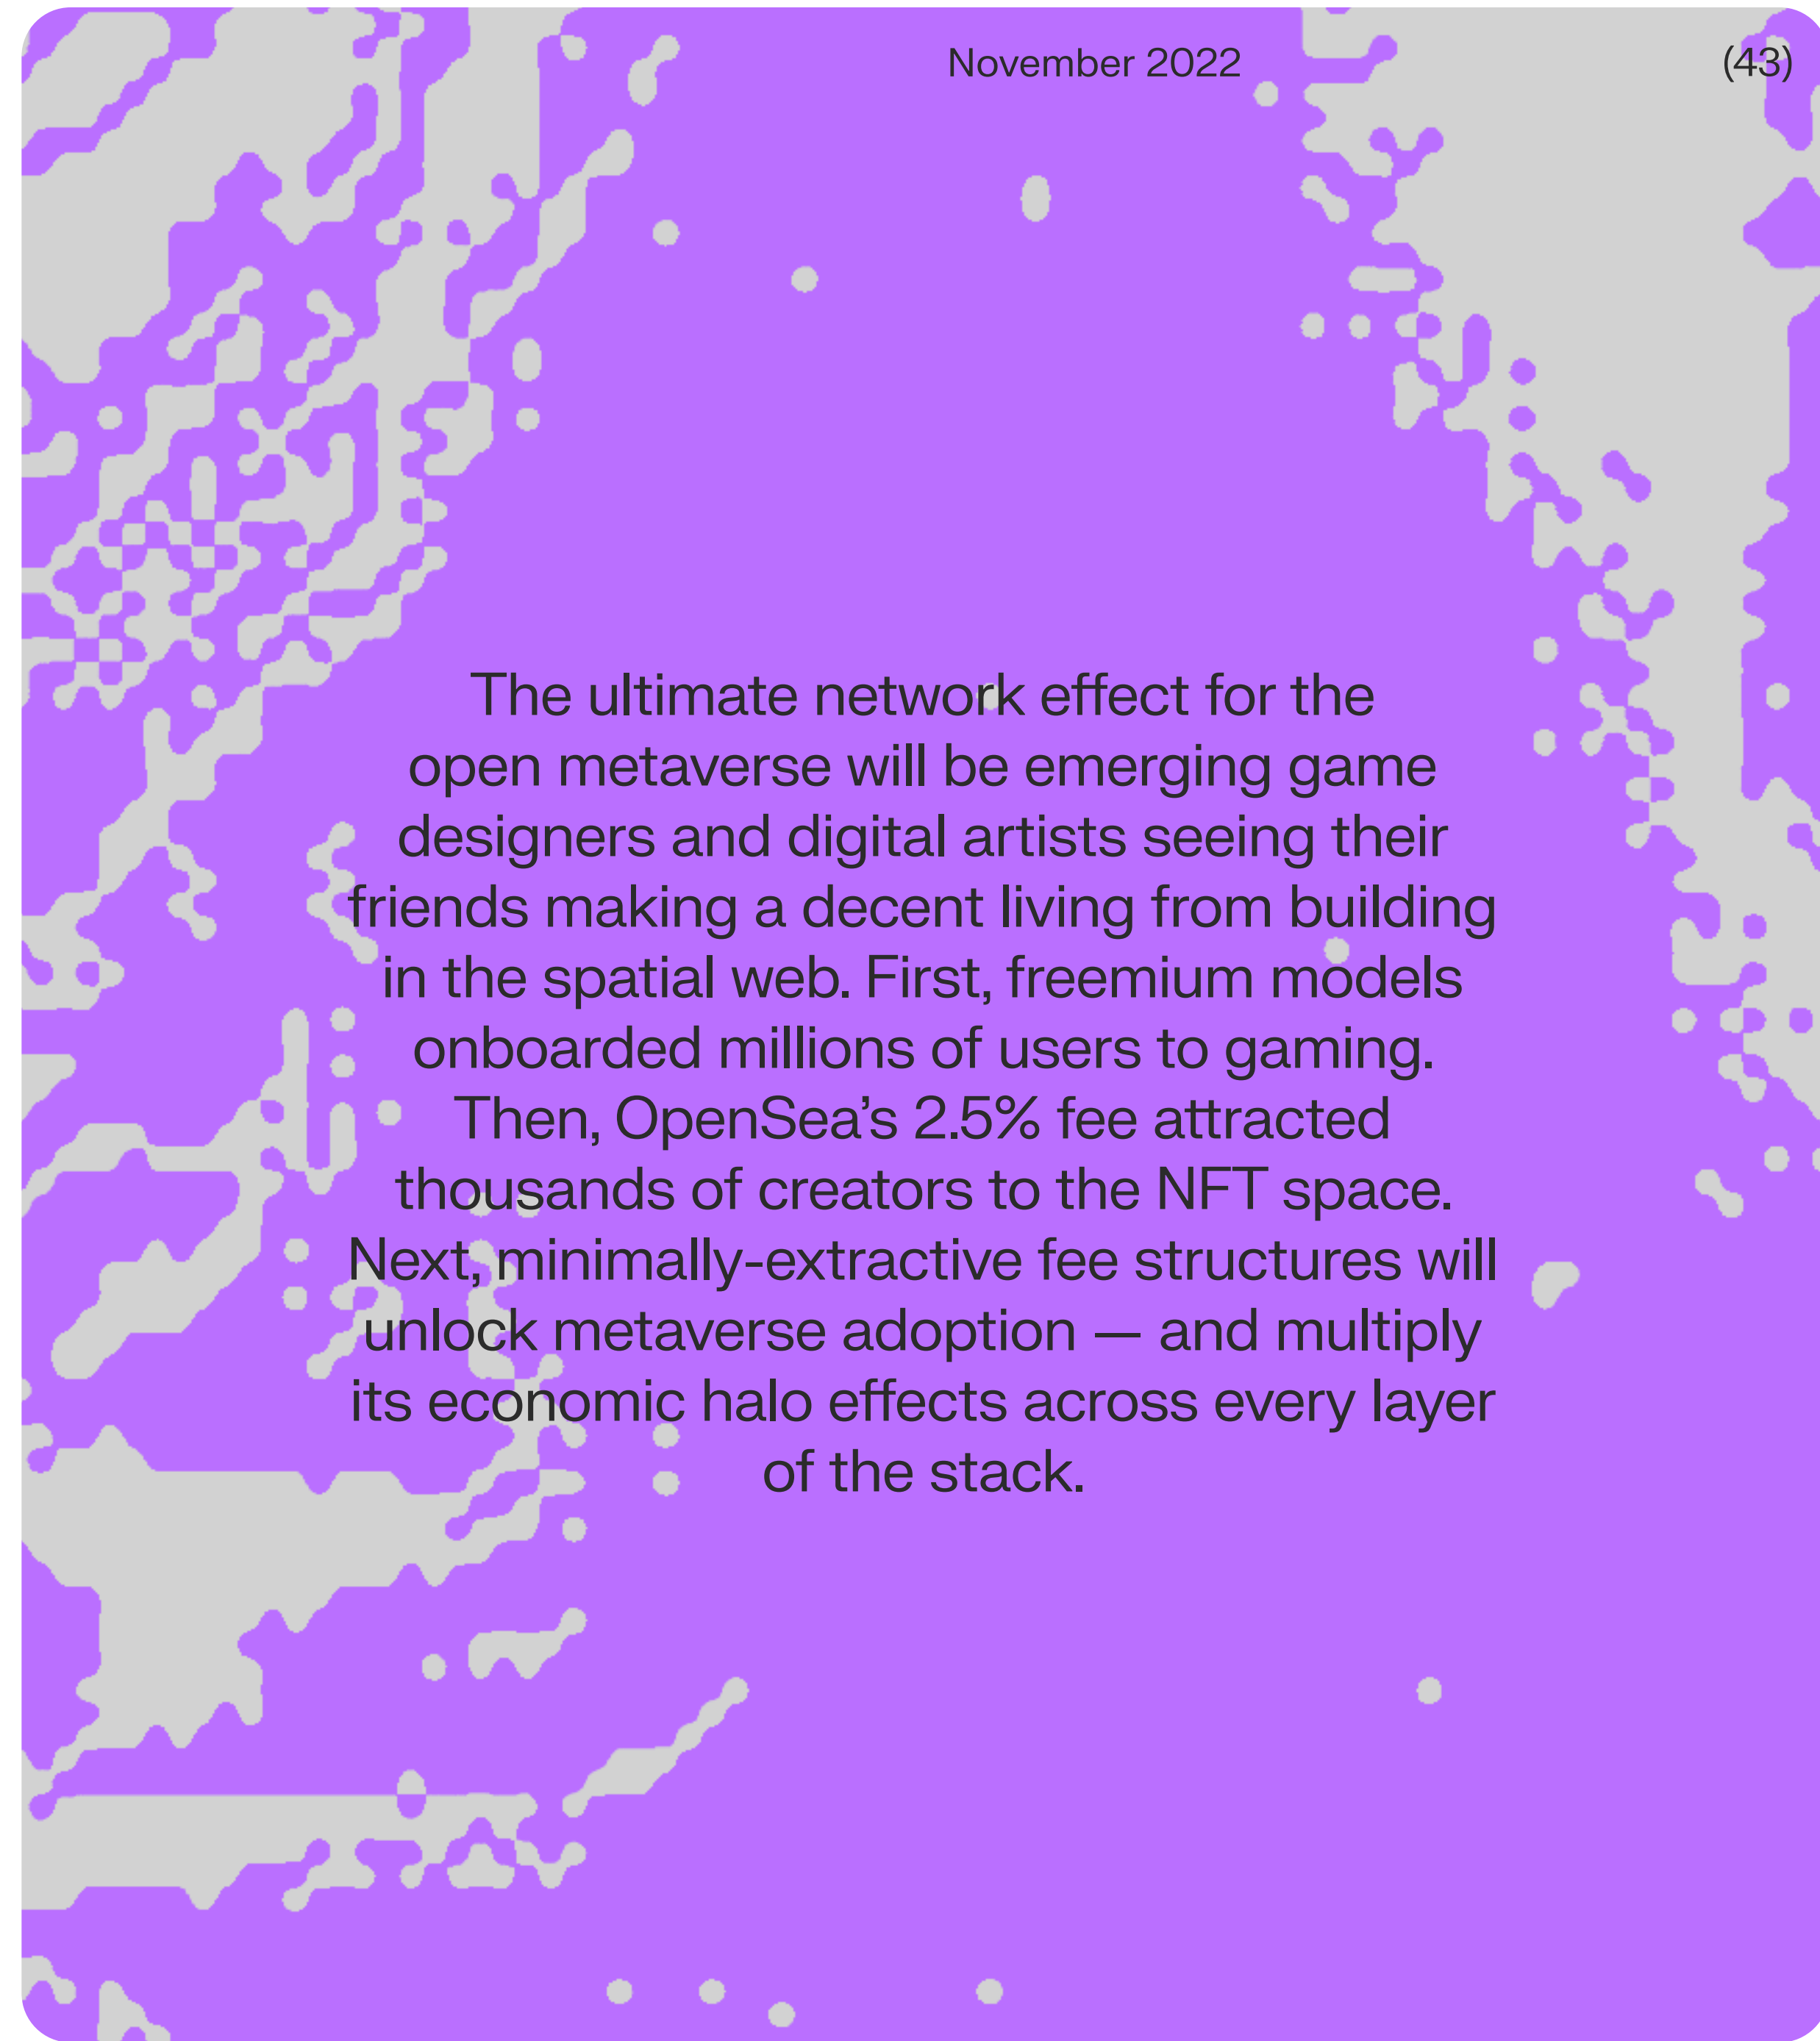 November 2022
(43)
The ultimate network effect for the
open metaverse will be emerging game
designers and digital artists seeing their
friends making a decent living from building
in the spatial web. First, freemium models
onboarded millions of users to gaming.
Then, OpenSea’s 2.5% fee attracted
thousands of creators to the NFT space.
Next, minimally-extractive fee structures will
unlock metaverse adoption — and multiply
its economic halo effects across every layer
of the stack.